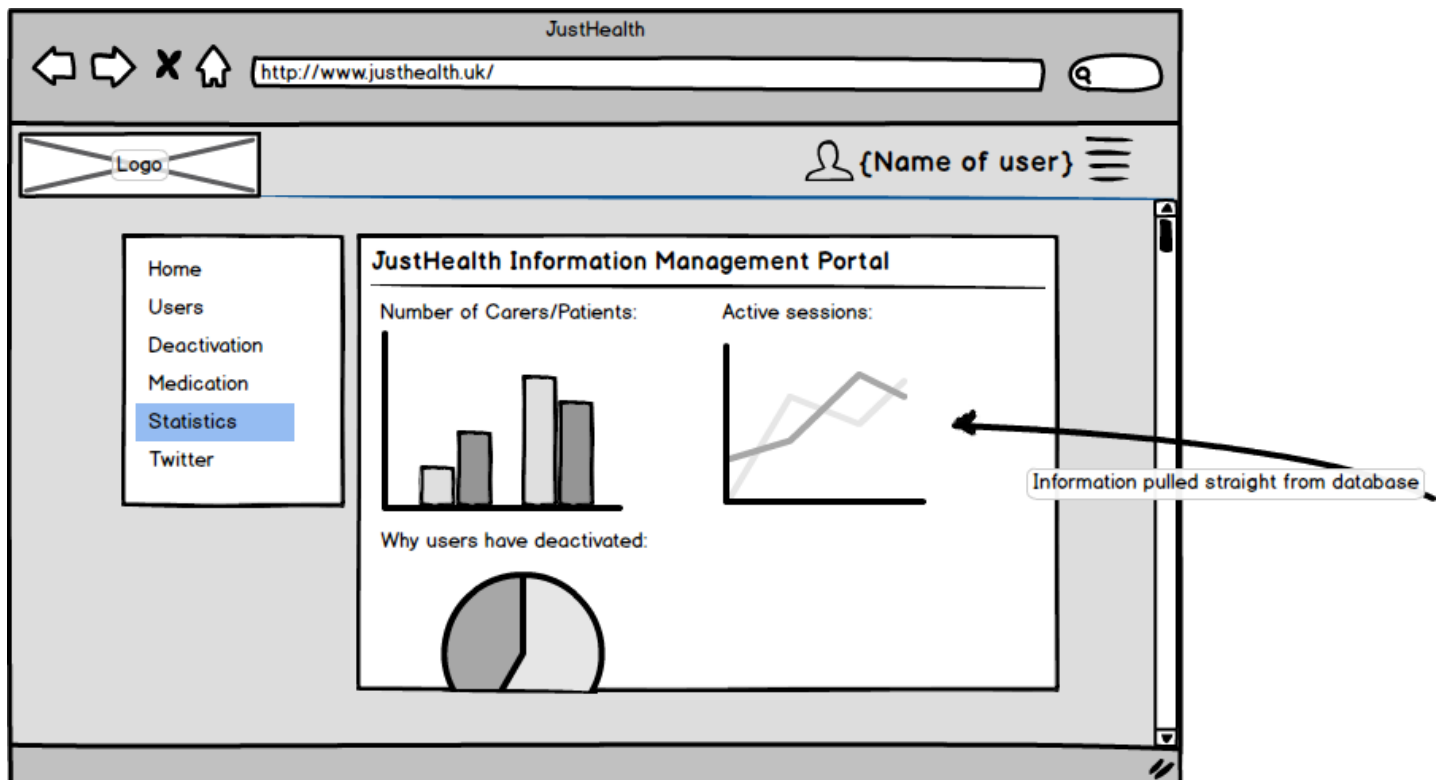 JustHealth
http://www.justhealth.uk/
Logo
{Name of user}
Home
Users
Deactivation
Medication
Statistics
Twitter
JustHealth Information Management Portal
Number of Carers/Patients:
Active sessions:
Information pulled straight from database
Why users have deactivated: